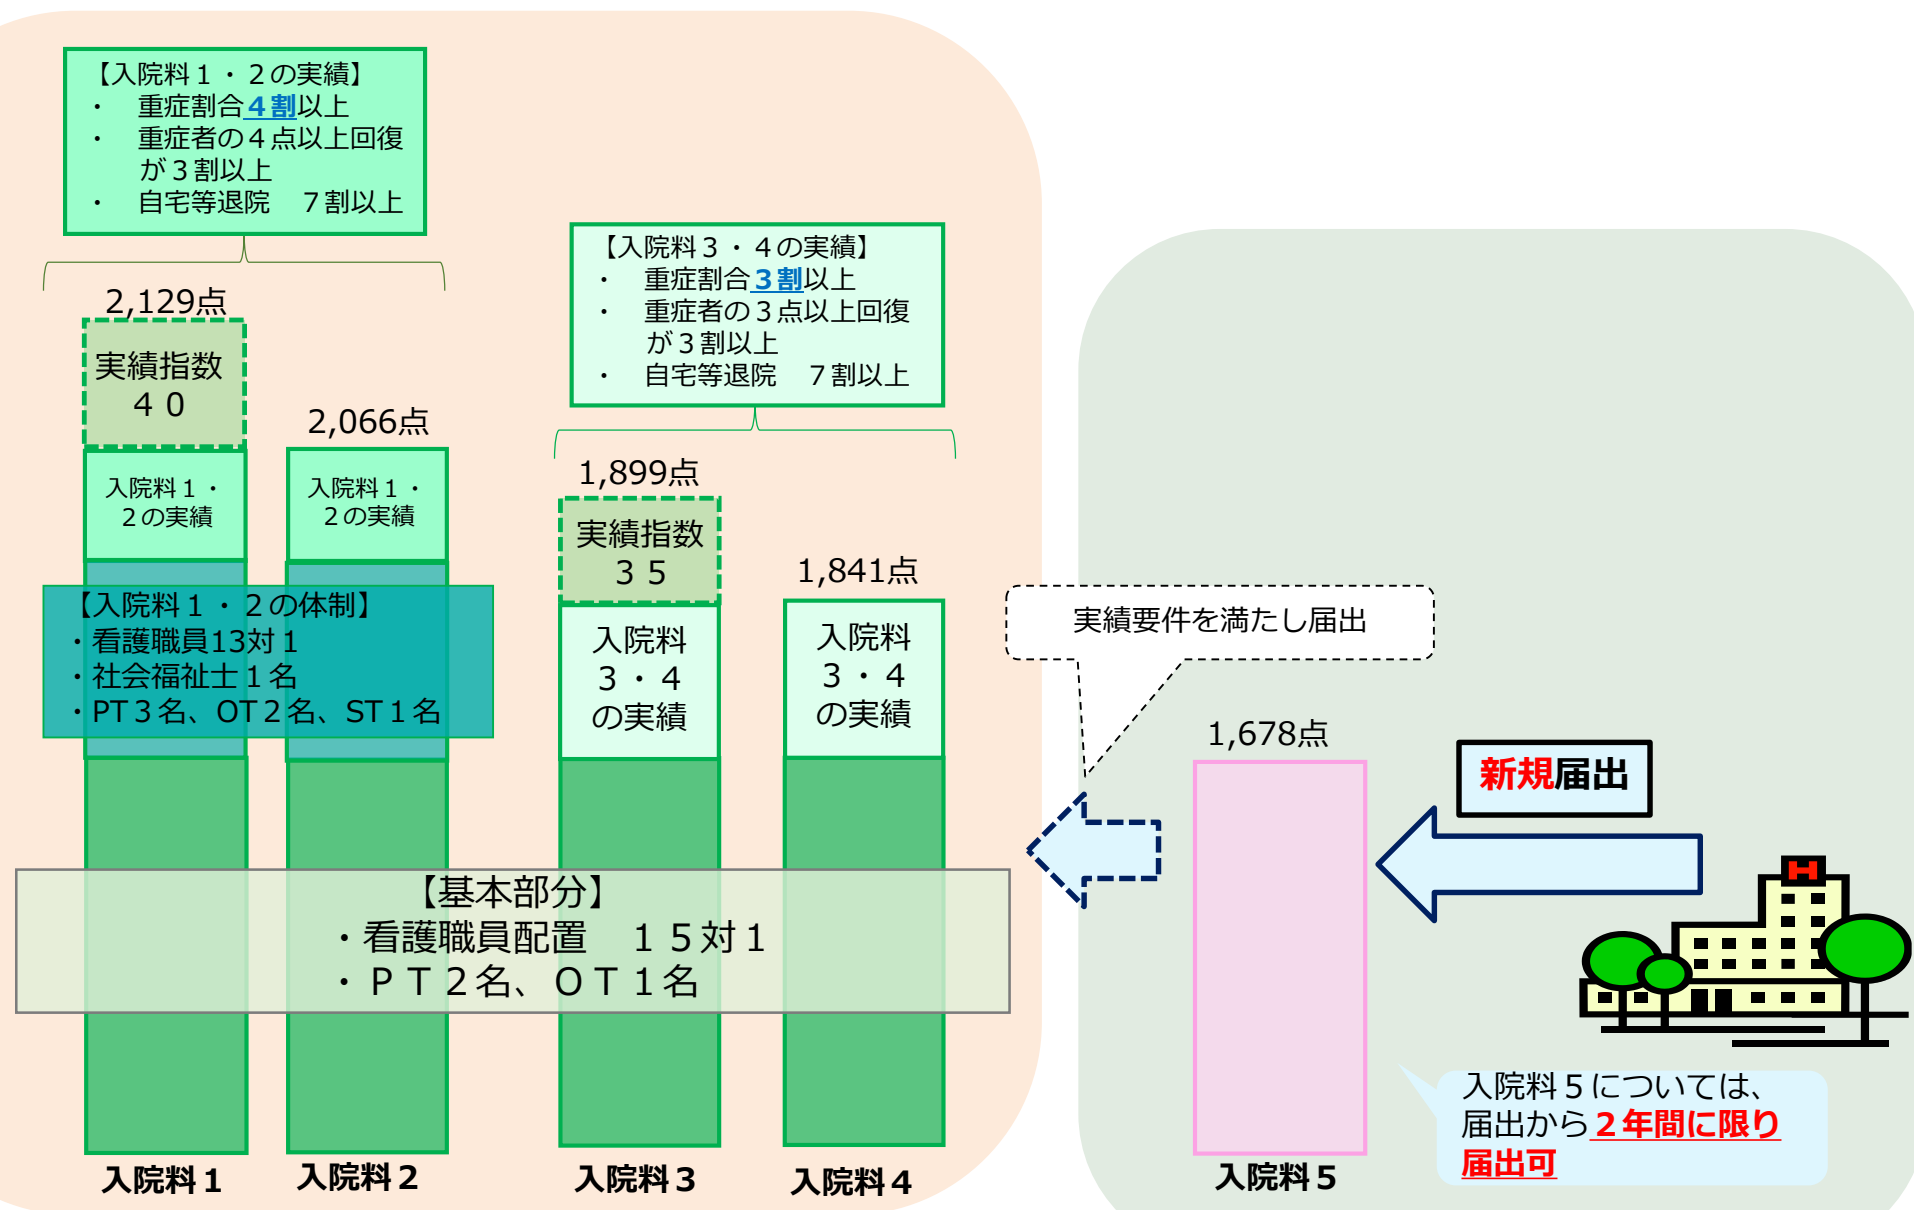 【入院料１・２の実績】
・　重症割合４割以上
・　重症者の４点以上回復
が３割以上
・　自宅等退院　７割以上
2,129点
実績指数
４０
入院料１・
２の実績
2,066点
入院料１・
２の実績
【入院料１・２の体制】
・看護職員13対１
・社会福祉士１名
・PT３名、OT２名、ST１名
【入院料３・４の実績】
・　重症割合３割以上
・　重症者の３点以上回復
が３割以上
・　自宅等退院　７割以上
1,899点
実績指数
３５
入院料
３・４
の実績
1,841点
入院料
３・４
の実績
【基本部分】
・看護職員配置　１５対１
・ＰＴ２名、ＯＴ１名
入院料１
入院料２
入院料３
入院料４
実績要件を満たし届出
1,678点
入院料５
新規届出
H
入院料５については、
届出から２年間に限り
届出可